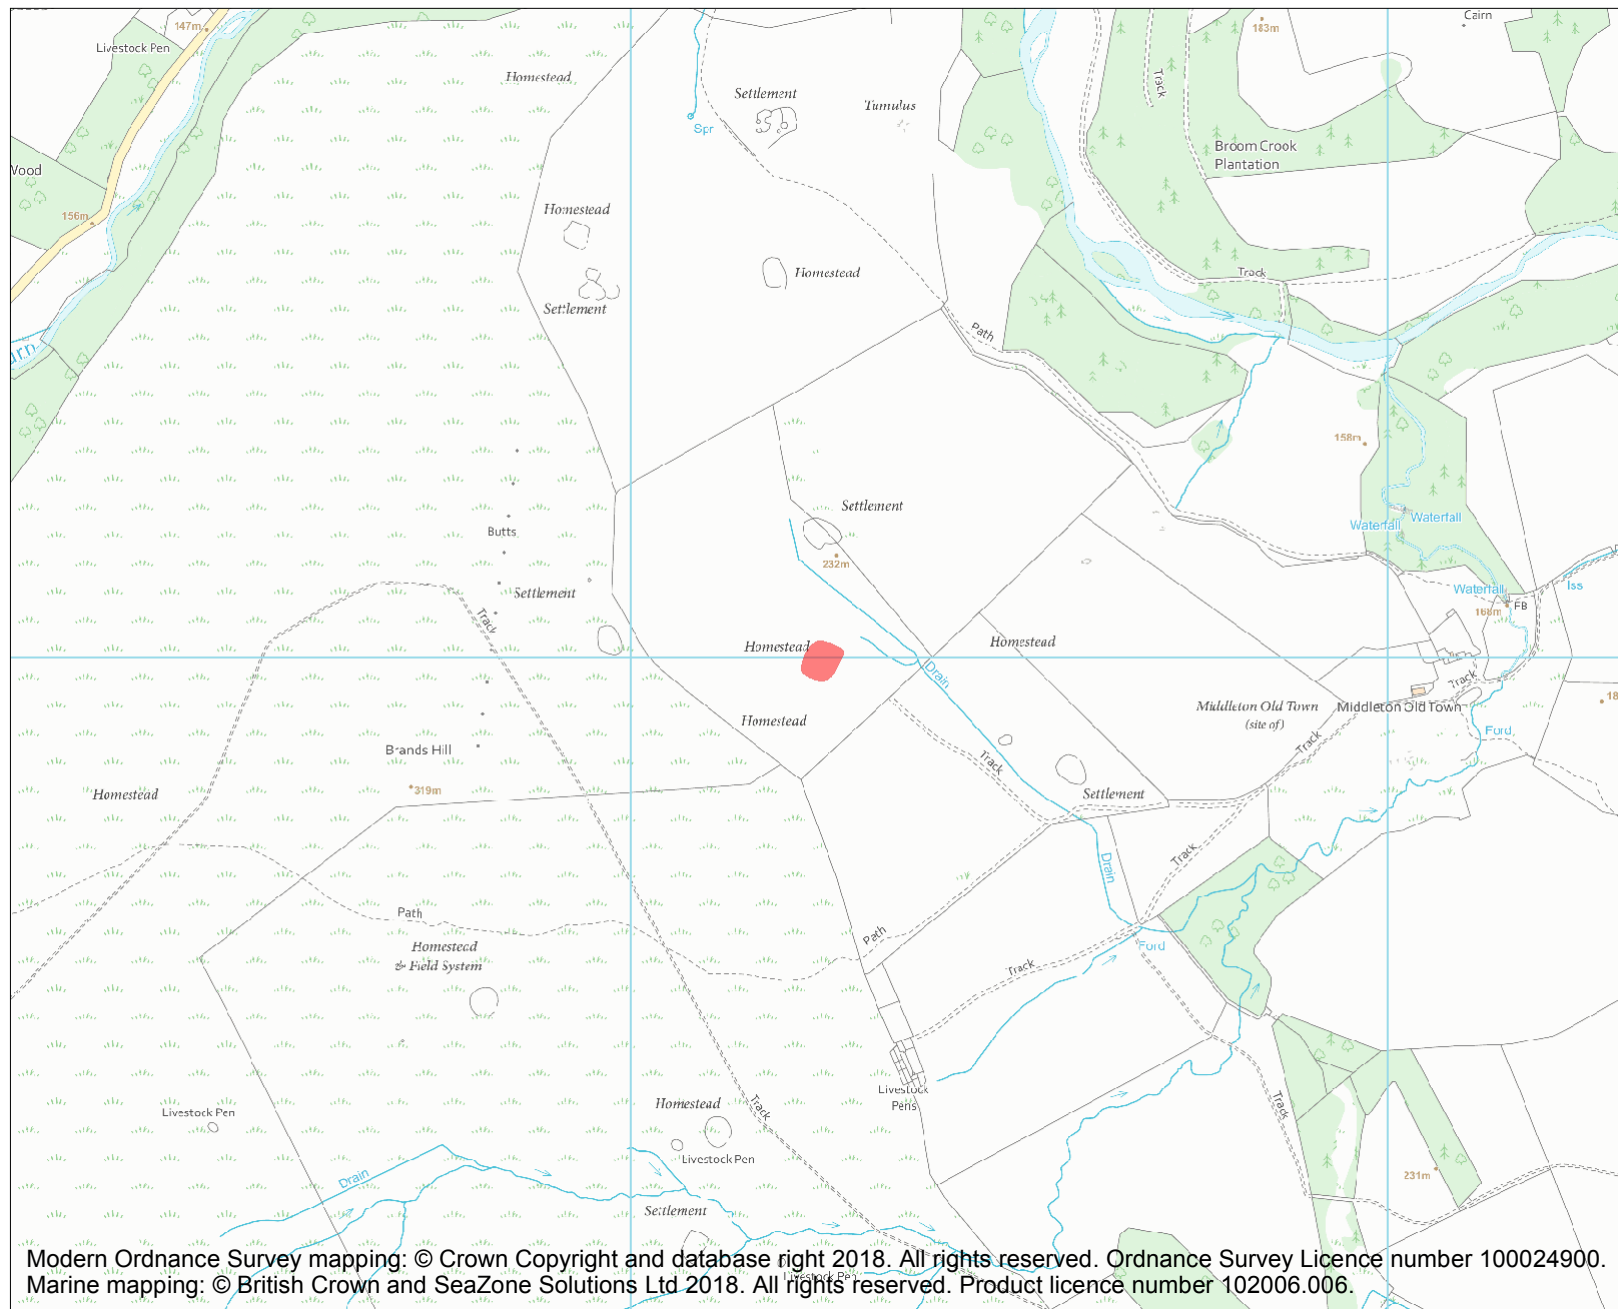 147m
Livestock Pen
Homestead
Settlement
Tumulus
Spr
Track
183m
Cairn
Broom Crook
Plantation
Wood
156m
Homestead
Settlement
Homestead
Path
Track
158m
Waterfall
Waterfall
Waterfall
168m
FB
Iss
Butts
Settlement
Track
Settlement
232m
Homestead
Homestead
Homestead
Drain
Middleton Old Town
(site of)
Middleton Old Town
Track
Track
Ford
Brands Hill
319m
Homestead
Track
Settlement
Drain
Track
Path
Homestead
& Field System
Path
Track
Ford
Livestock
Pens
Livestock Pen
Homestead
Track
Livestock Pen
Track
231m
Drain
Settlement
Livestock Pen
Modern Ordnance Survey mapping: © Crown Copyright and database right 2018. All rights reserved. Ordnance Survey Licence number 100024900.
Marine mapping: © British Crown and SeaZone Solutions Ltd 2018. All rights reserved. Product licence number 102006.006.